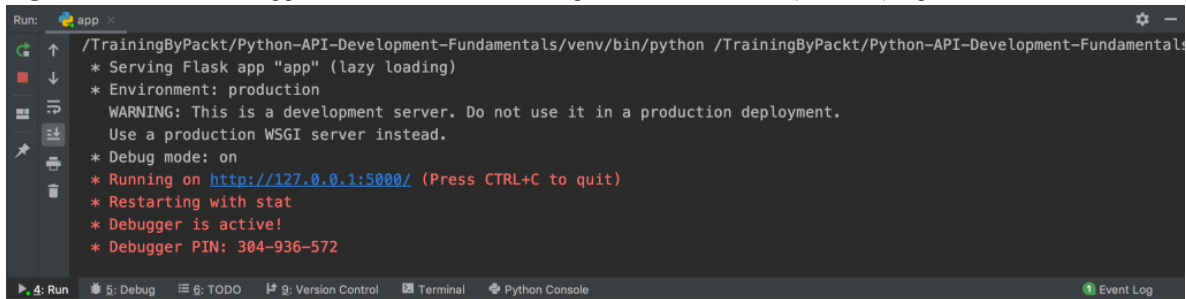 Run: app
/TrainingByPackt/Python-API-Development-Fundamentals/venv/bin/python /TrainingByPackt/Python-API-Development-Fundamentals
* Serving Flask app "app" (lazy loading)
* Environment: production
WARNING: This is a development server. Do not use it in a production deployment.
Use a production WSGI server instead.
* Debug mode: on
* Running on http://127.0.0.1:5000/ (Press CTRL+C to quit)
* Restarting with stat
* Debugger is active!
* Debugger PIN: 304-936-572
4: Run 5: Debug 6: TODO 9: Version Control Terminal Python Console 1 Event Log